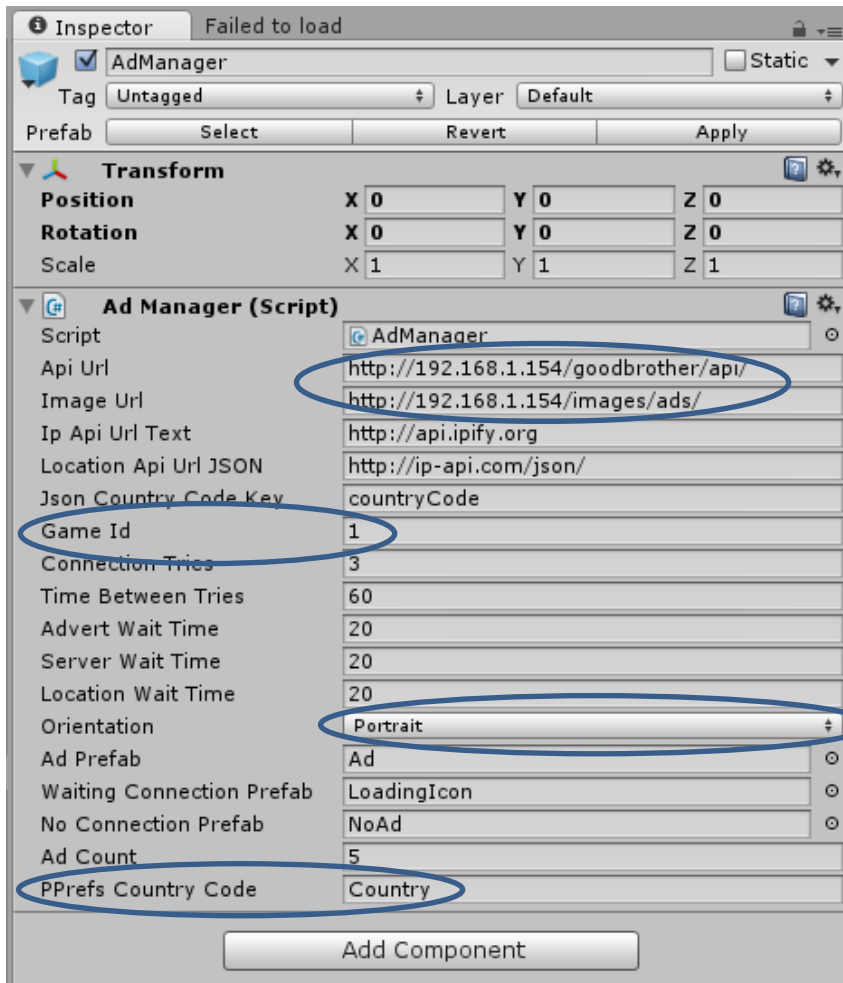 Inspector Failed to load
AdManager Static
Tag Untagged Layer Default
Prefab Select Revert Apply
Transform
Position X 0 Y 0 Z 0
Rotation X 0 Y 0 Z 0
Scale X 1 Y 1 Z 1
Ad Manager (Script)
Script AdManager
Api Url http://192.168.1.154/goodbrother/api/
Image Url http://192.168.1.154/images/ads/
Ip Api Url Text http://api.ipify.org
Location Api Url JSON http://ip-api.com/json/
Json Country Code Key countryCode
Game Id 1
Connection Tries 3
Time Between Tries 60
Advert Wait Time 20
Server Wait Time 20
Location Wait Time 20
Orientation Portrait
Ad Prefab Ad
Waiting Connection Prefab LoadingIcon
No Connection Prefab NoAd
Ad Count 5
PPrefs Country Code Country
Add Component